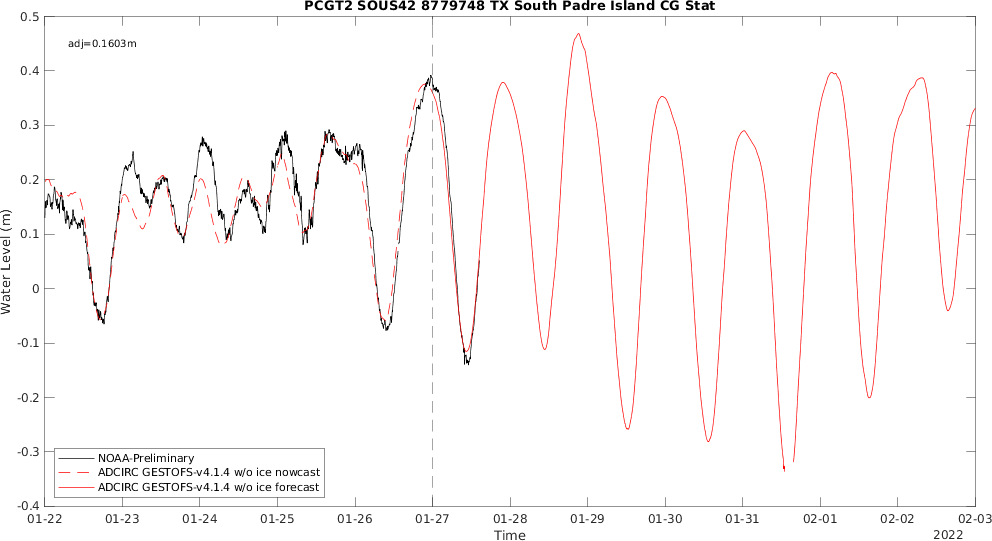 PCGT2 SOUS42 8779748 TX South Padre Island CG Stat
adj=0.1603m
0.5
0.4
0.3
0.2
0.1
0
-0.1
-0.2
-0.3
-0.4
Water Level (m)
NOAA-Preliminary
ADCIRC GESTOFS-v4.1.4 w/o ice nowcast
ADCIRC GESTOFS-v4.1.4 w/o ice forecast
01-22 01-23 01-24 01-25 01-26 01-27 01-28 01-29 01-30 01-31 02-01 02-02 02-03
Time
2022